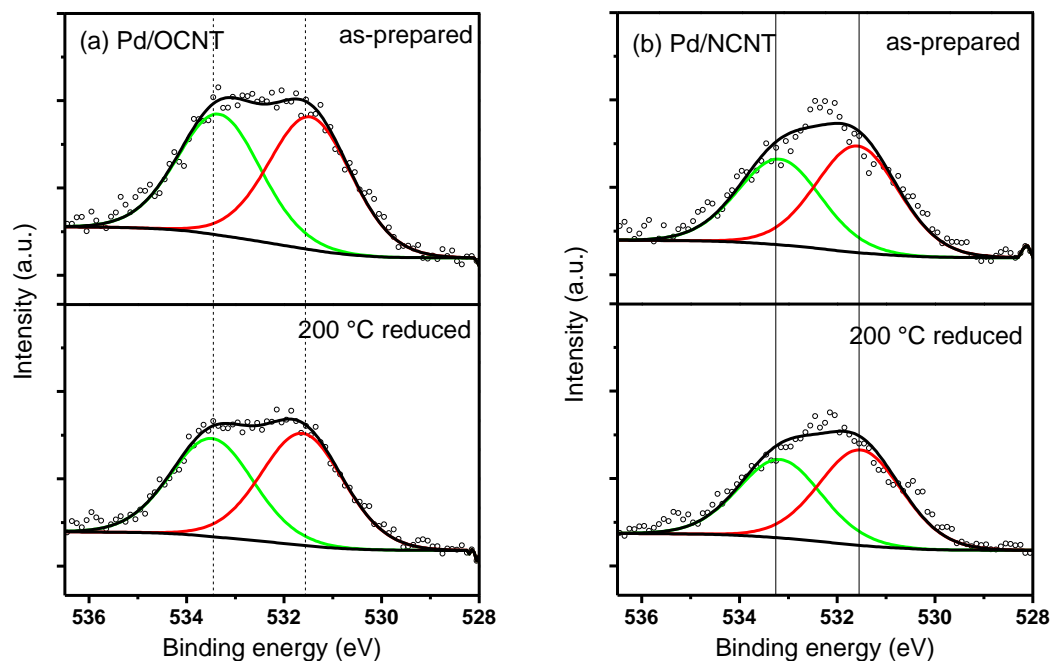 (a) Pd/OCNT
as-prepared
200 °C reduced
Intensity (a.u.)
536 534 532 530 528
Binding energy (eV)
(b) Pd/NCNT
as-prepared
200 °C reduced
Intensity (a.u.)
536 534 532 530 528
Binding energy (eV)